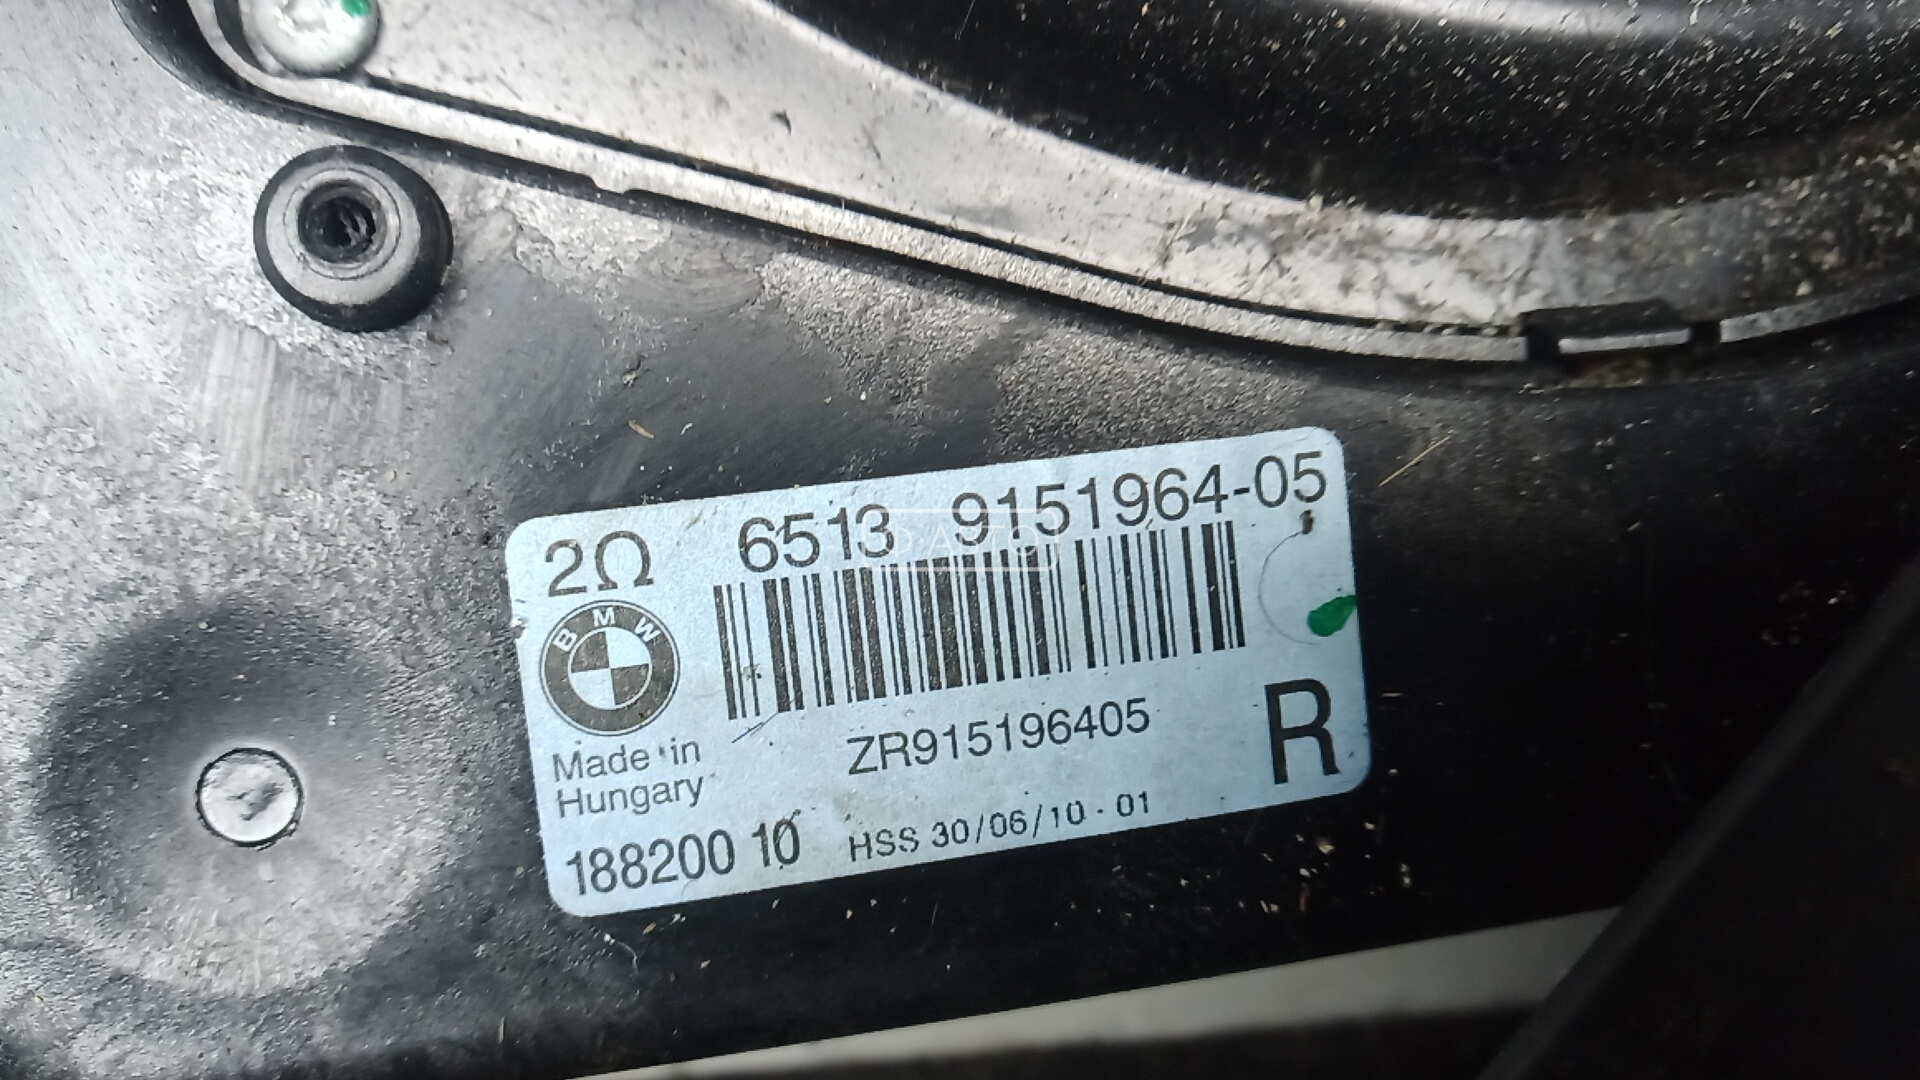 2Ω 6513 9151964-05
BMW
ZR915196405
R
Made in
Hungary
188200 10 HSS 30/06/10-01